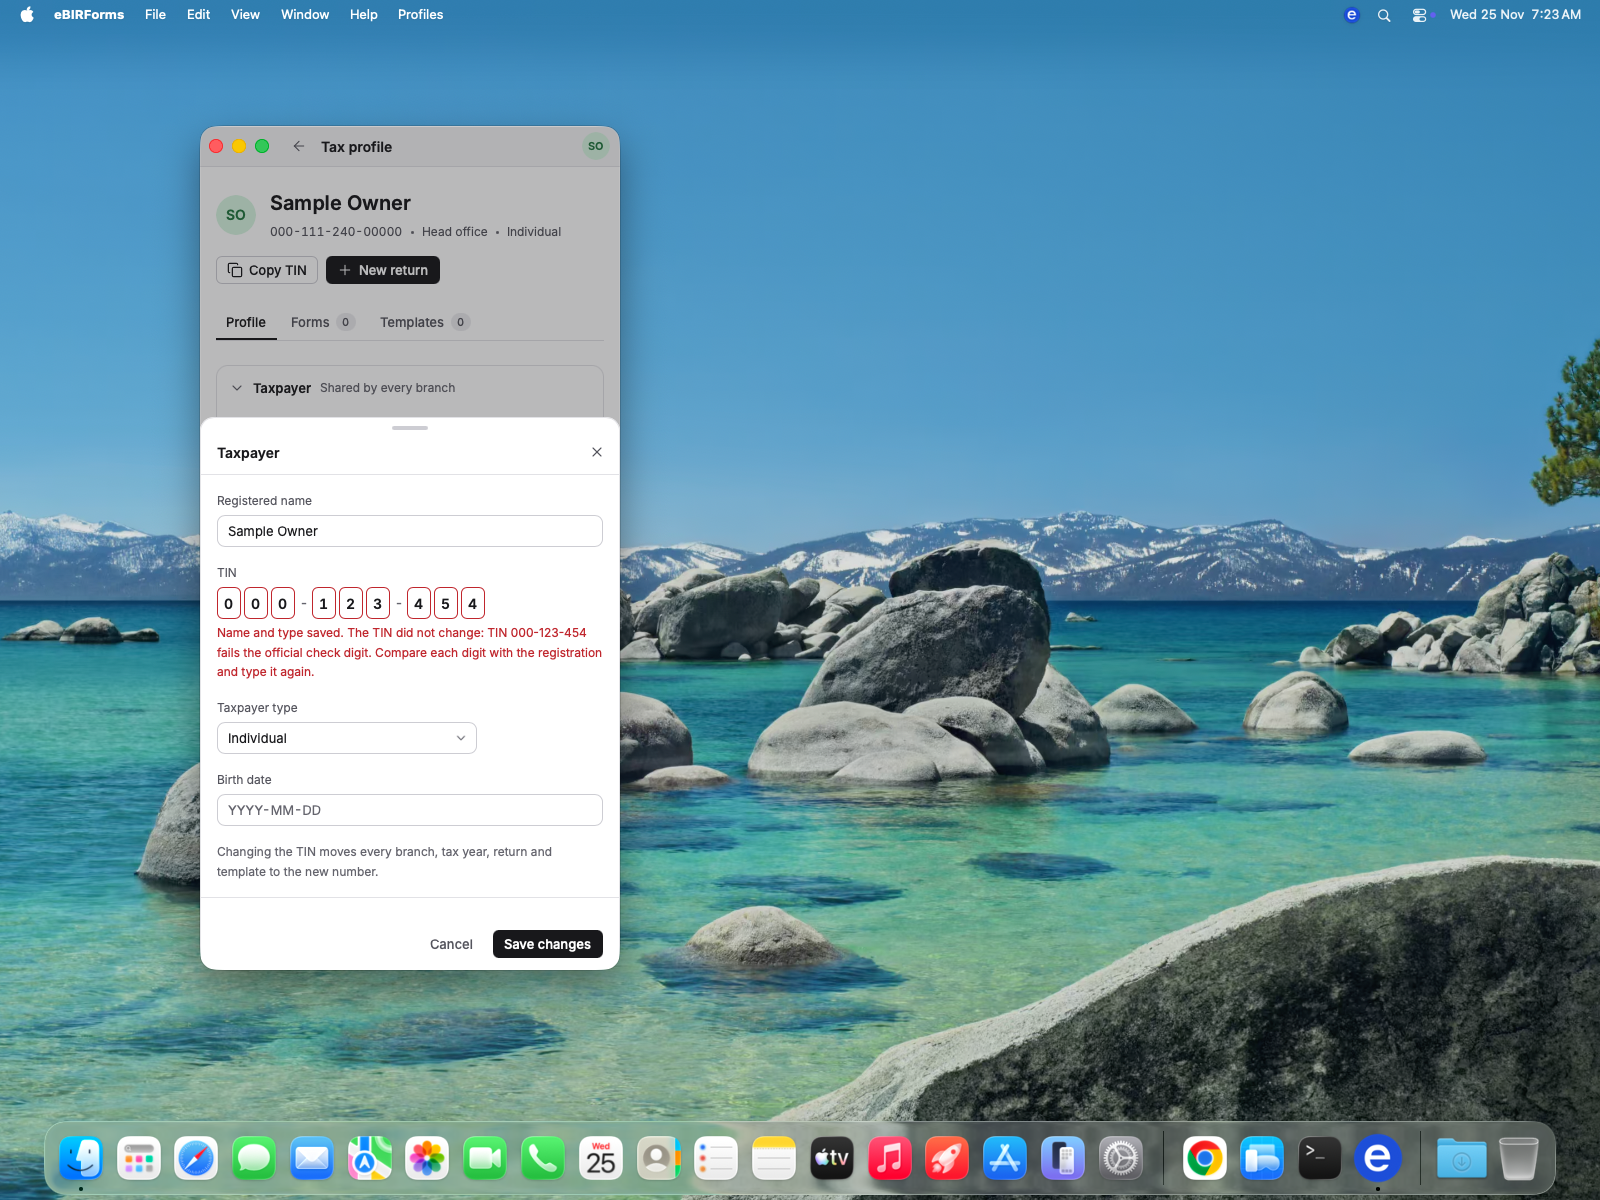 eBIRForms File Edit View Window Help Profiles
e Wed 25 Nov 7:23 AM
Tax profile
SO
SO
Sample Owner
000-111-240-00000 • Head office • Individual
Copy TIN
New return
Profile Forms 0 Templates 0
Taxpayer Shared by every branch
Taxpayer
Registered name
Sample Owner
TIN
0 0 0 - 1 2 3 - 4 5 4
Name and type saved. The TIN did not change: TIN 000-123-454
fails the official check digit. Compare each digit with the registration
and type it again.
Taxpayer type
Individual
Birth date
YYYY-MM-DD
Changing the TIN moves every branch, tax year, return and
template to the new number.
Cancel
Save changes
Wed
25
tv
>_
e